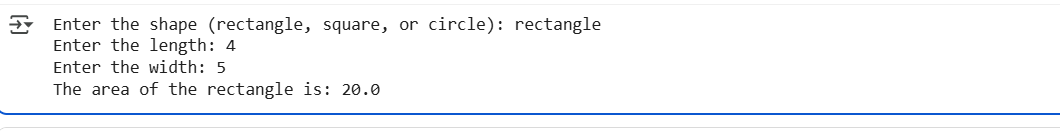 Enter the shape (rectangle, square, or circle): rectangle
Enter the length: 4
Enter the width: 5
The area of the rectangle is: 20.0